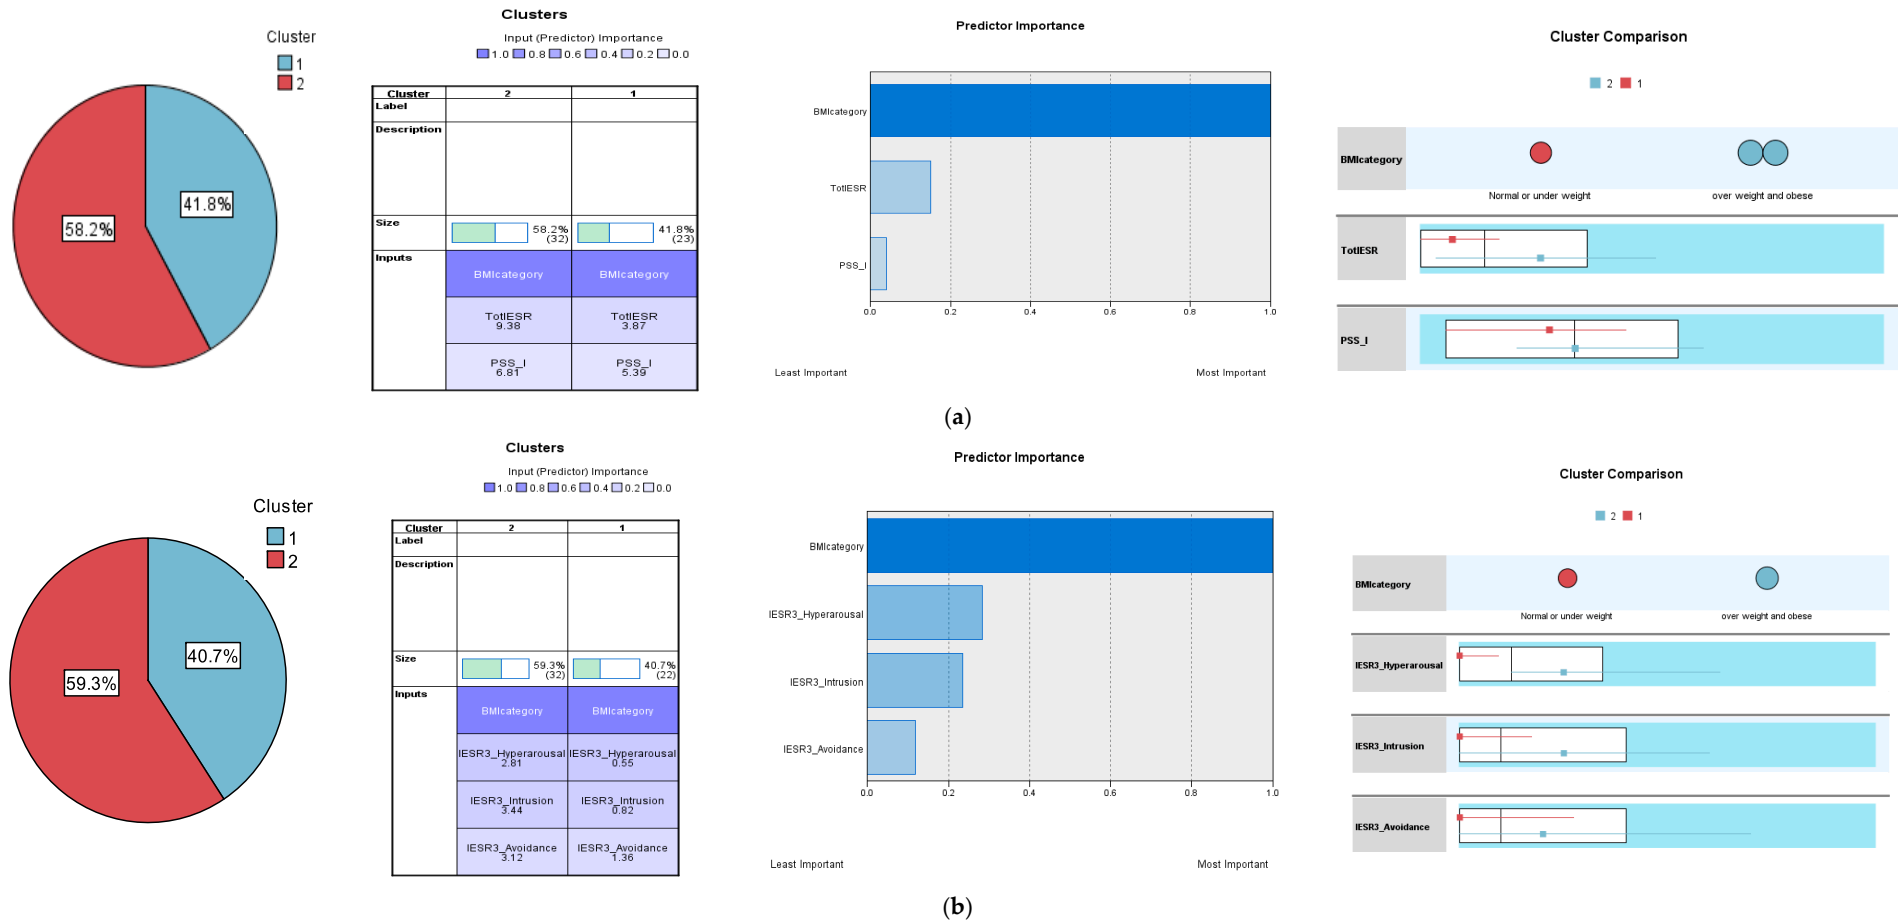 Cluster
1
2
58.2%
41.8%
Clusters
Input (Predictor) Importance
1.0 0.8 0.6 0.4 0.2 0.0
Cluster 2 1
Label
Description
Size 58.2% (32) 41.8% (23)
Inputs BMIcategory BMIcategory
TotIESR 9.38 TotIESR 3.87
PSS_I 6.81 PSS_I 5.39
Predictor Importance
BMIcategory
TotIESR
PSS_I
0.0 0.2 0.4 0.6 0.8 1.0
Least Important Most Important
Cluster Comparison
2 1
BMIcategory
Normal or under weight over weight and obese
TotIESR
PSS_I
(a)
Cluster
1
2
59.3%
40.7%
Clusters
Input (Predictor) Importance
1.0 0.8 0.6 0.4 0.2 0.0
Cluster 2 1
Label
Description
Size 59.3% (32) 40.7% (22)
Inputs BMIcategory BMIcategory
IESR3_Hyperarousal 2.81 IESR3_Hyperarousal 0.55
IESR3_Intrusion 3.44 IESR3_Intrusion 0.82
IESR3_Avoidance 3.12 IESR3_Avoidance 1.36
Predictor Importance
BMIcategory
IESR3_Hyperarousal
IESR3_Intrusion
IESR3_Avoidance
0.0 0.2 0.4 0.6 0.8 1.0
Least Important Most Important
Cluster Comparison
2 1
BMIcategory
Normal or under weight over weight and obese
IESR3_Hyperarousal
IESR3_Intrusion
IESR3_Avoidance
(b)